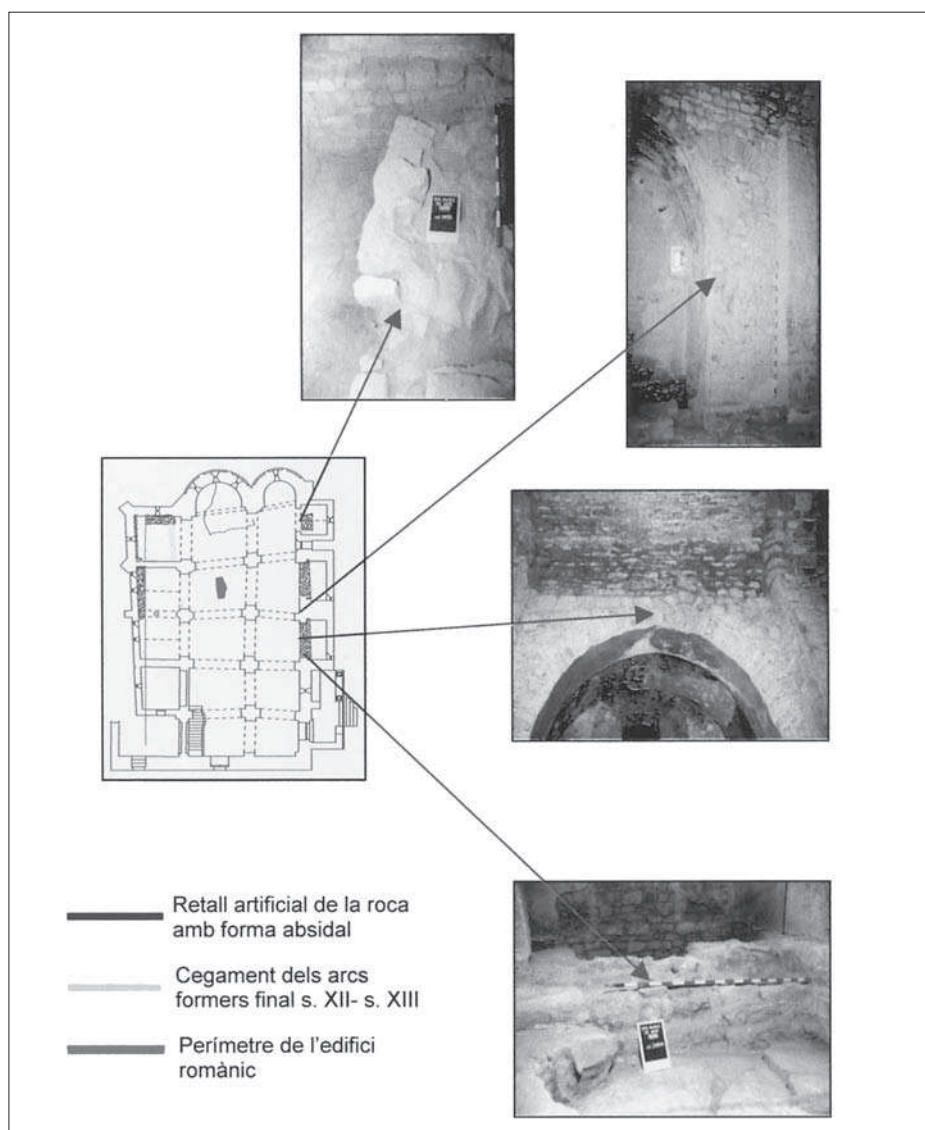 Retall artificial de la roca
amb forma absidal
Cegament dels arcs
formers final s. XII- s. XIII
Perímetre de l'edifici
romànic